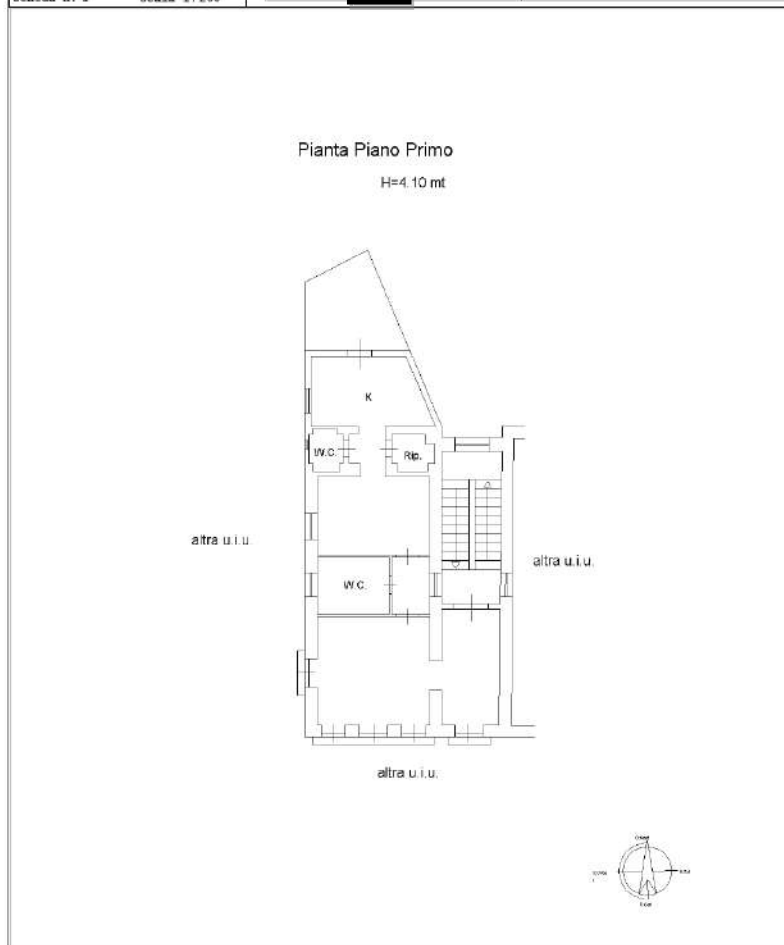 Pianta Piano Primo
H=4.10 mt
K
W.C.
Rip.
altra u.i.u.
altra u.i.u.
W.C.
altra u.i.u.